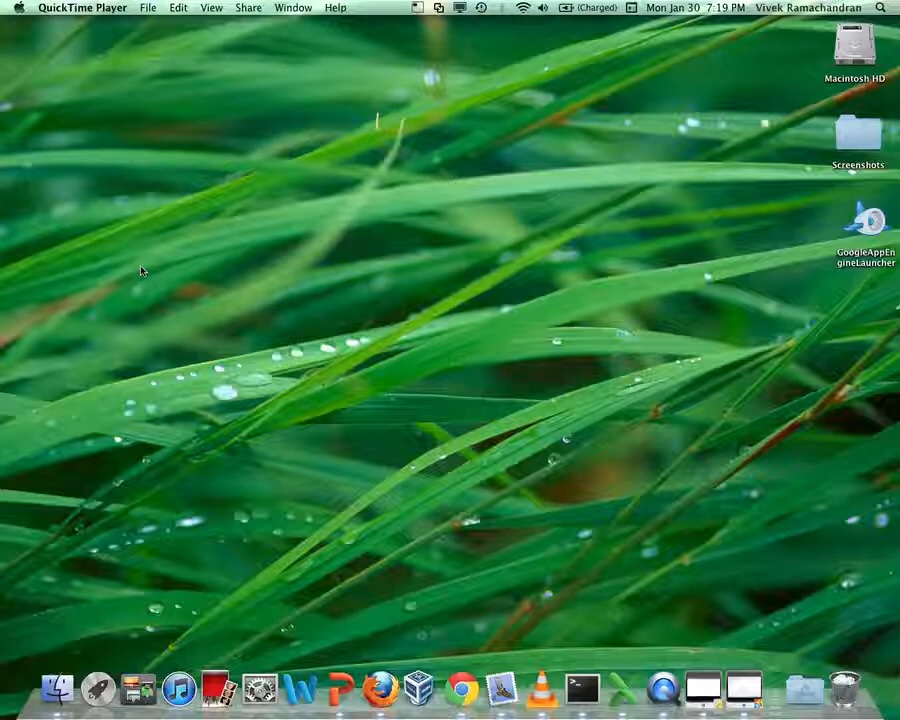 QuickTime Player File Edit View Share Window Help (Charged) Mon Jan 30 7:19 PM Vivek Ramachandran
Macintosh HD
Screenshots
GoogleAppEn
gineLauncher